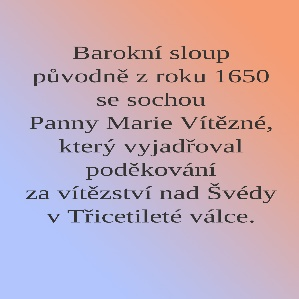 Barokní sloup
původně z roku 1650
se sochou
Panny Marie Vítězné,
který vyjadřoval
poděkování
za vítězství nad Švédy
v Třicetileté válce.